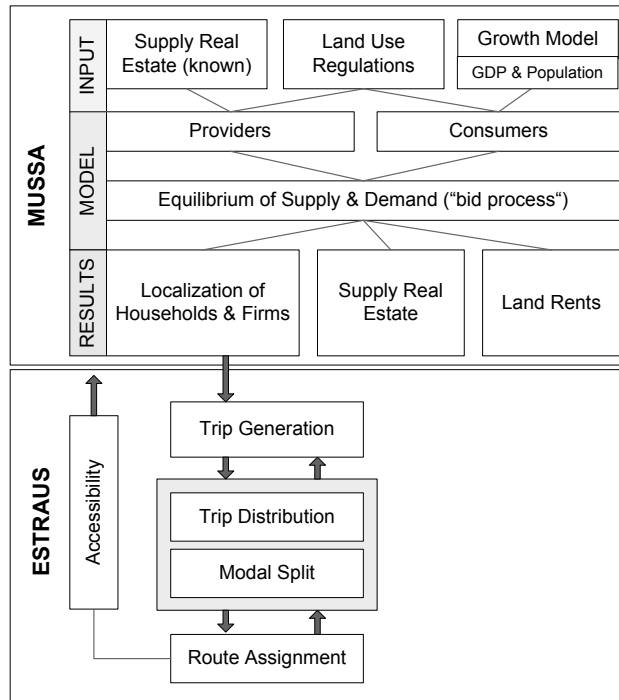 MUSSA
INPUT
Supply Real
Estate (known)
Land Use
Regulations
Growth Model
GDP & Population
MODEL
Providers
Consumers
Equilibrium of Supply & Demand (“bid process“)
RESULTS
Localization of
Households & Firms
Supply Real
Estate
Land Rents
ESTRAUS
Accessibility
Trip Generation
Trip Distribution
Modal Split
Route Assignment